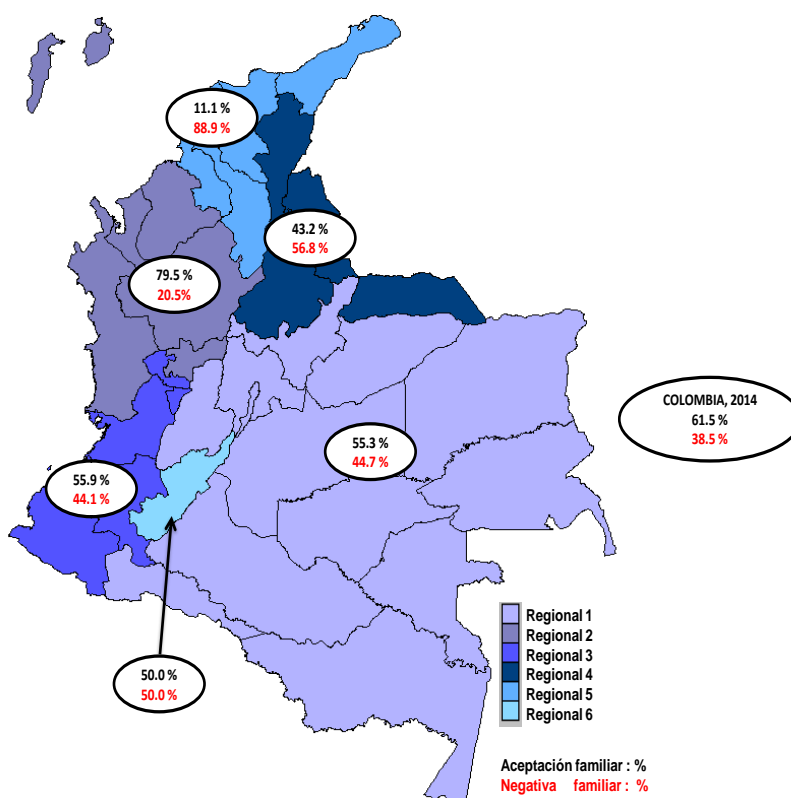 11.1 %
88.9 %
43.2 %
56.8 %
79.5 %
20.5%
COLOMBIA, 2014
61.5 %
38.5 %
55.3 %
44.7 %
55.9 %
44.1 %
50.0 %
50.0 %
Regional 1
Regional 2
Regional 3
Regional 4
Regional 5
Regional 6
Aceptación familiar : %
Negativa familiar : %